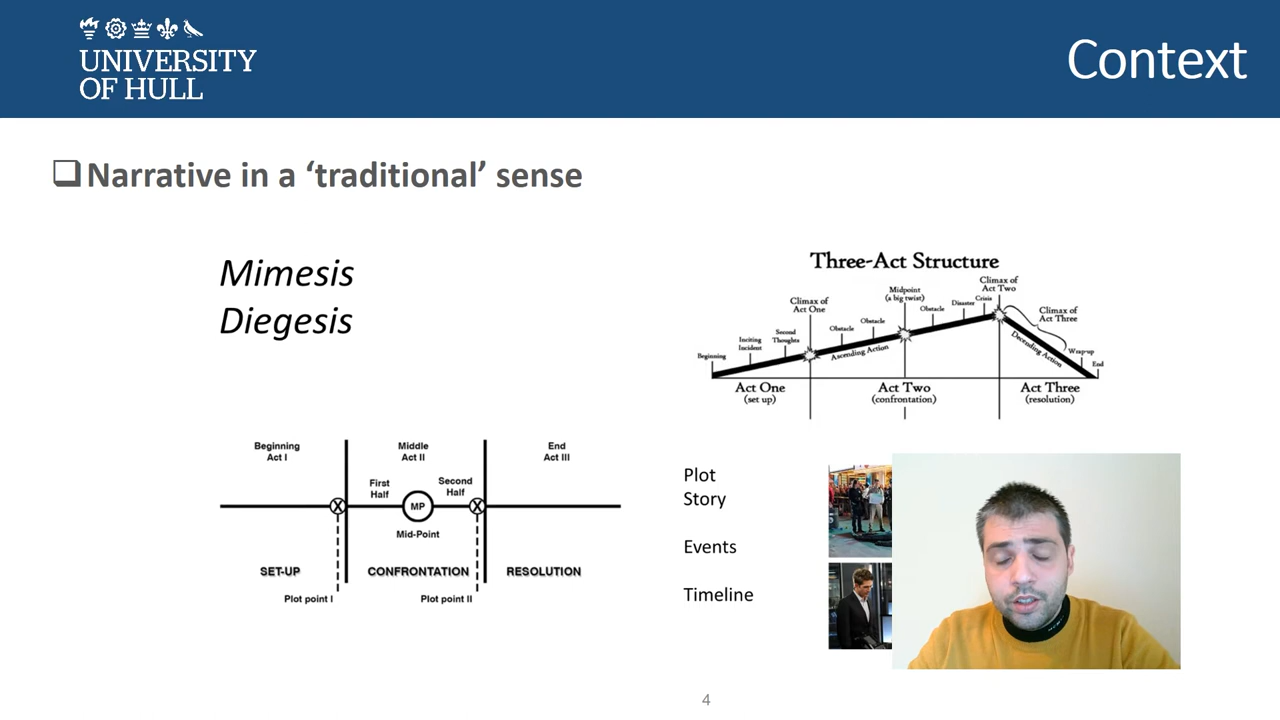 UNIVERSITY
OF HULL
Context
Narrative in a ‘traditional’ sense
Mimesis
Diegesis
Three-Act Structure
Climax of
Act Two
Midpoint
(a big twist)
Climax of
Act One
Crisis
Disaster
Obstacle
Climax of
Act Three
Obstacle
Obstacle
Second
Thoughts
Inciting
Incident
Beginning
Ascending Action
Decending Action
Wrap-up
End
Act One
(set up)
Act Two
(confrontation)
Act Three
(resolution)
Beginning
Act I
Middle
Act II
End
Act III
First
Half
Second
Half
X
MP
X
Mid-Point
SET-UP
CONFRONTATION
RESOLUTION
Plot point I
Plot point II
Plot
Story
Events
Timeline
4